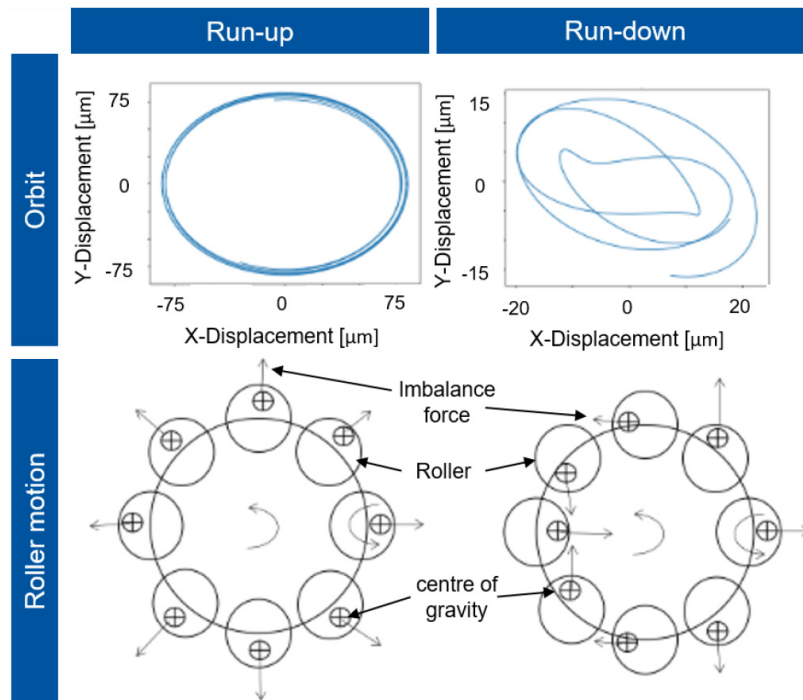 Run-up
Run-down
Orbit
Y-Displacement [μm]
75
0
-75
-75
0
75
X-Displacement [μm]
Y-Displacement [μm]
15
0
-15
-20
0
20
X-Displacement [μm]
Roller motion
Imbalance
force
Roller
centre of
gravity